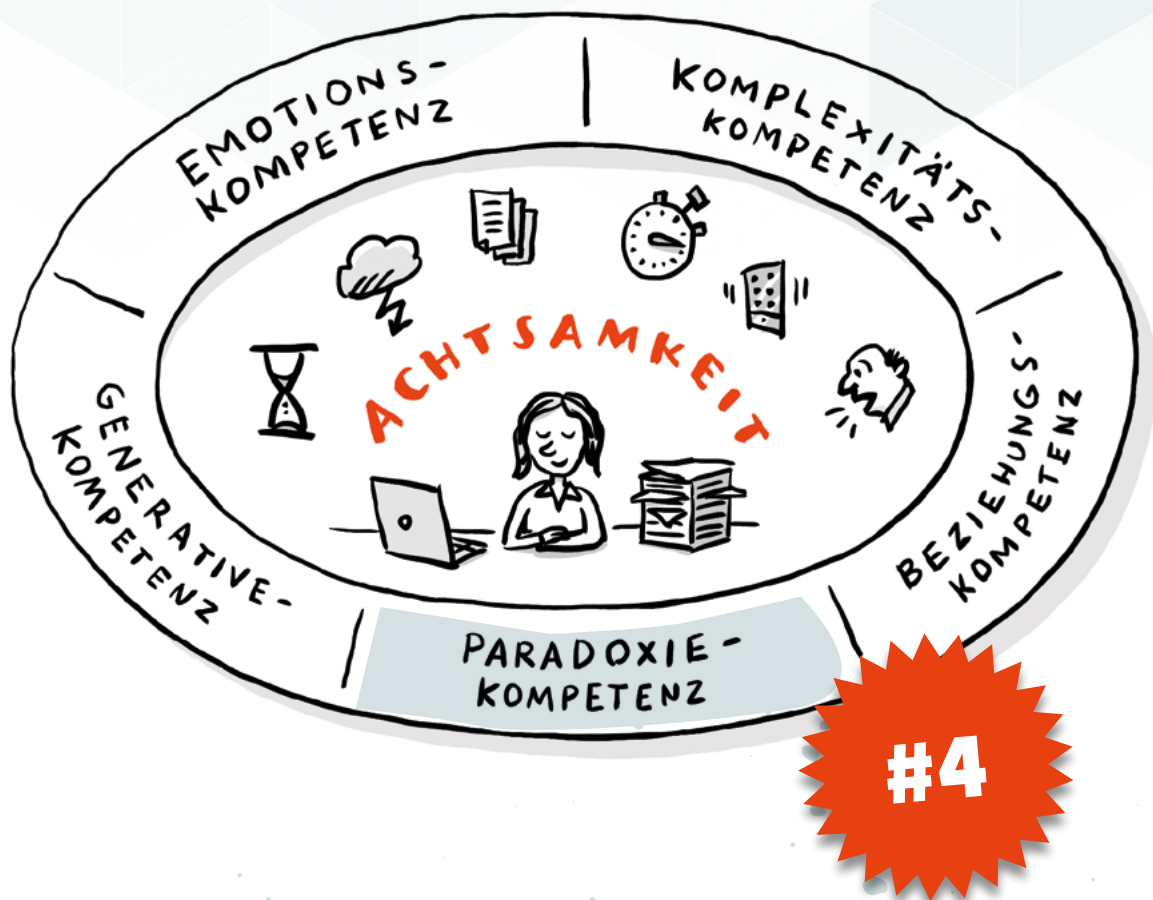 EMOTIONS-
KOMPETENZ
KOMPLEXITÄTS-
KOMPETENZ
ACHTSAMKEIT
GENERATIVE-
KOMPETENZ
BEZIEHUNGS-
KOMPETENZ
PARADOXIE-
KOMPETENZ
#4